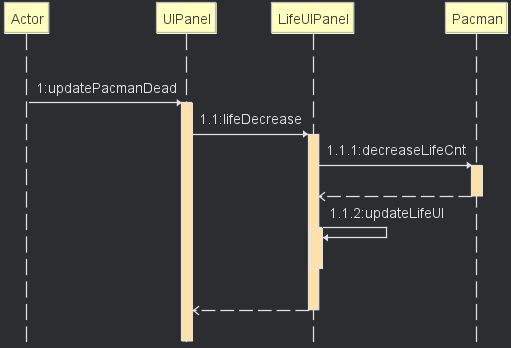 Actor
UIPanel
LifeUIPanel
Pacman
1:updatePacmanDead
1.1:lifeDecrease
1.1.1:decreaseLifeCnt
1.1.2:updateLifeUI